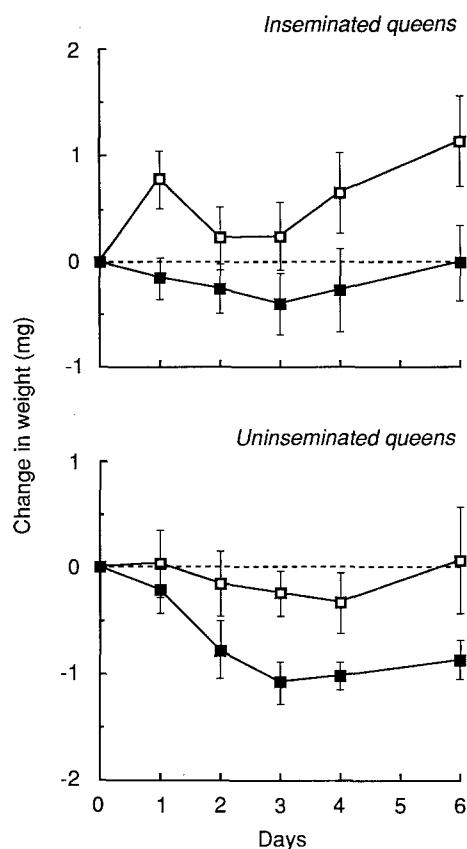 Inseminated queens
2
1
0
-1
Change in weight (mg)
Uninseminated queens
1
0
-1
-2
0 1 2 3 4 5 6
Days